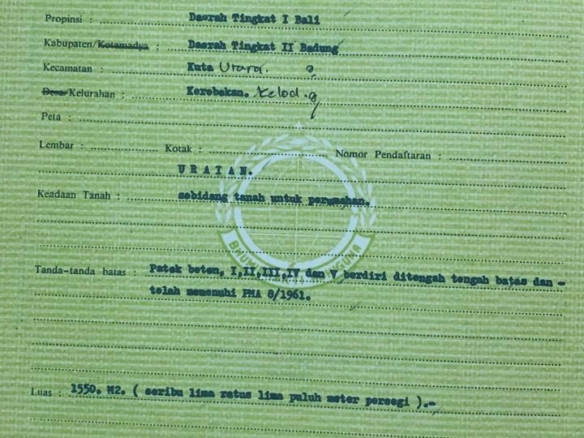 Propinsi : Daerah Tingkat I Bali
Kabupaten/Kotamadya : Daerah Tingkat II Badung
Kecamatan : Kuta Utara.
Desa/Kelurahan : Kerobokan. Kelod.
Peta :
Lembar : Kotak : Nomor Pendaftaran :
U R A I A N.
Keadaan Tanah : sebidang tanah untuk perumahan.
Tanda-tanda batas : Patok beton, I,II,III,IV dan V berdiri ditengah tengah batas dan -
telah memenuhi PMA 8/1961.
Luas : 1550. M2. ( seribu lima ratus lima puluh meter persegi ).-